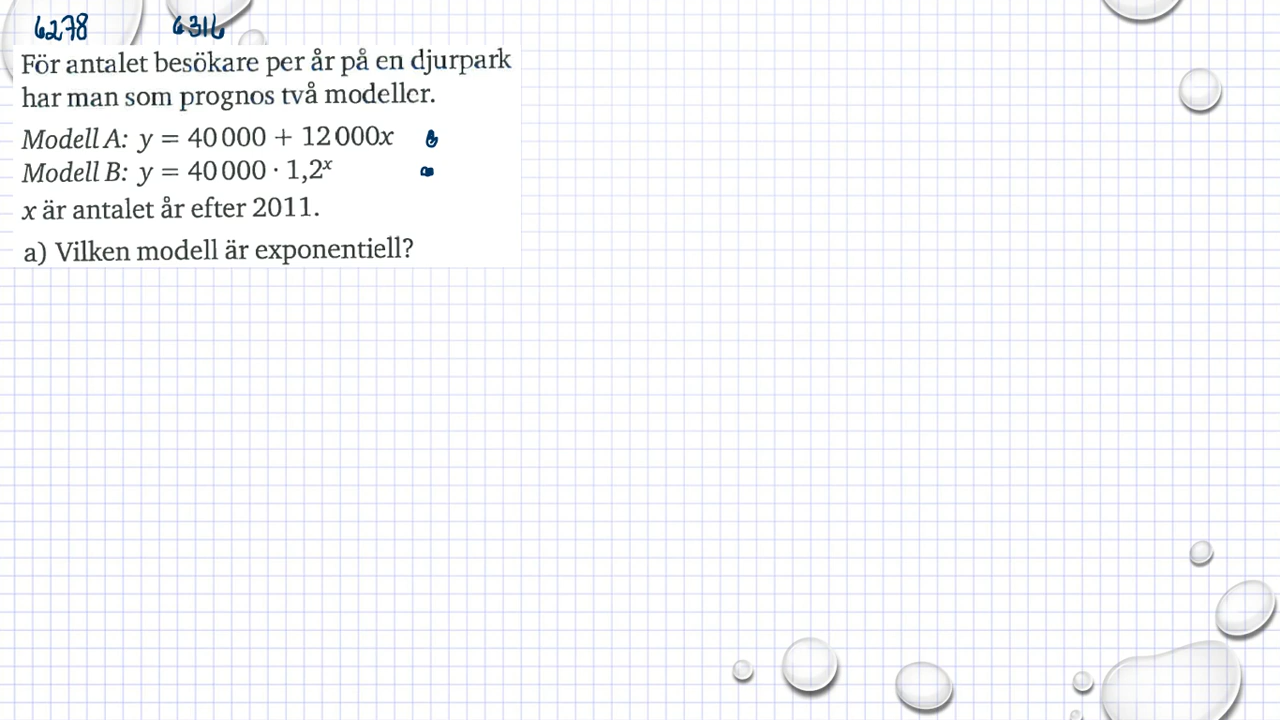 6278 6316
För antalet besökare per år på en djurpark
har man som prognos två modeller.
Modell A: y = 40 000 + 12 000x
Modell B: y = 40 000 · 1,2ˣ
x är antalet år efter 2011.
a) Vilken modell är exponentiell?